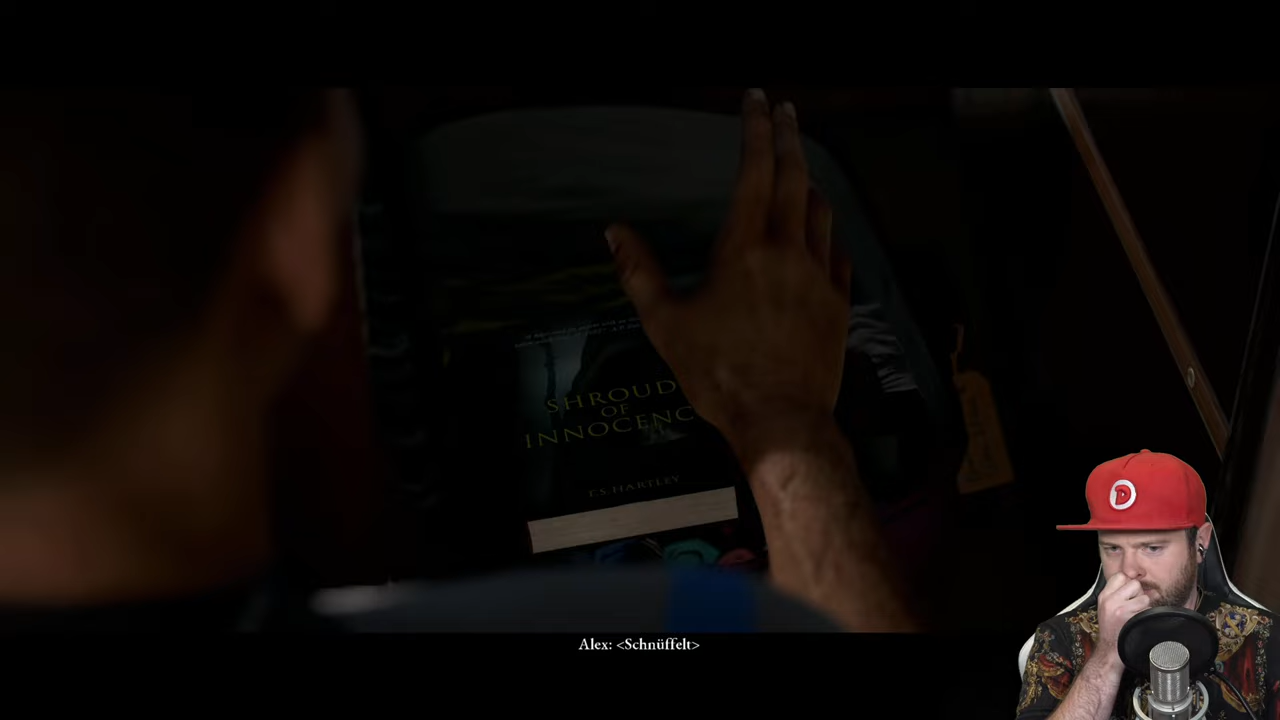 SHROUD
OF
INNOCENC
T.S. HARTLEY
Alex: <Schnüffelt>